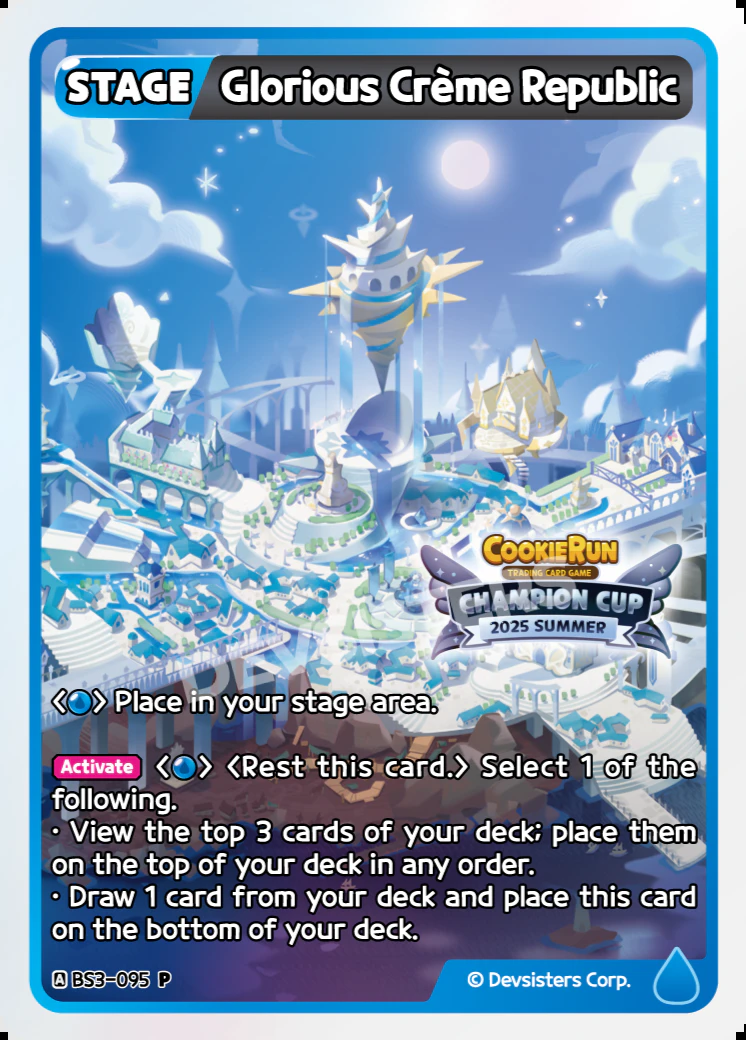 STAGE Glorious Crème Republic
COOKIERUN
TRADING CARD GAME
CHAMPION CUP
2025 SUMMER
< > Place in your stage area.
Activate < > <Rest this card.> Select 1 of the
following.
· View the top 3 cards of your deck; place them
on the top of your deck in any order.
· Draw 1 card from your deck and place this card
on the bottom of your deck.
A BS3-095 P
© Devsisters Corp.